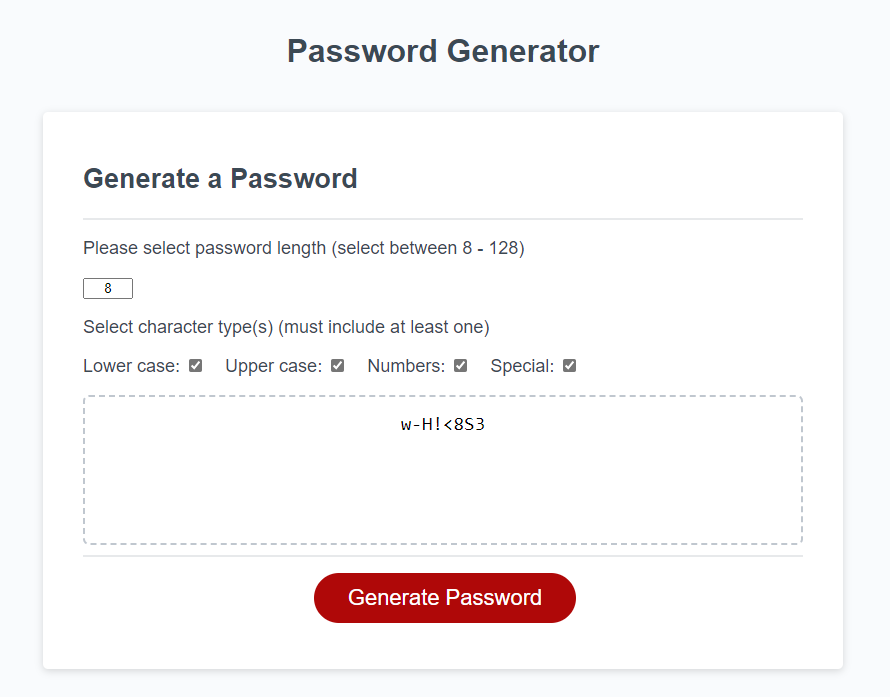 Password Generator
Generate a Password
Please select password length (select between 8 - 128)
8
Select character type(s) (must include at least one)
Lower case: Upper case: Numbers: Special:
w-H!<8S3
Generate Password